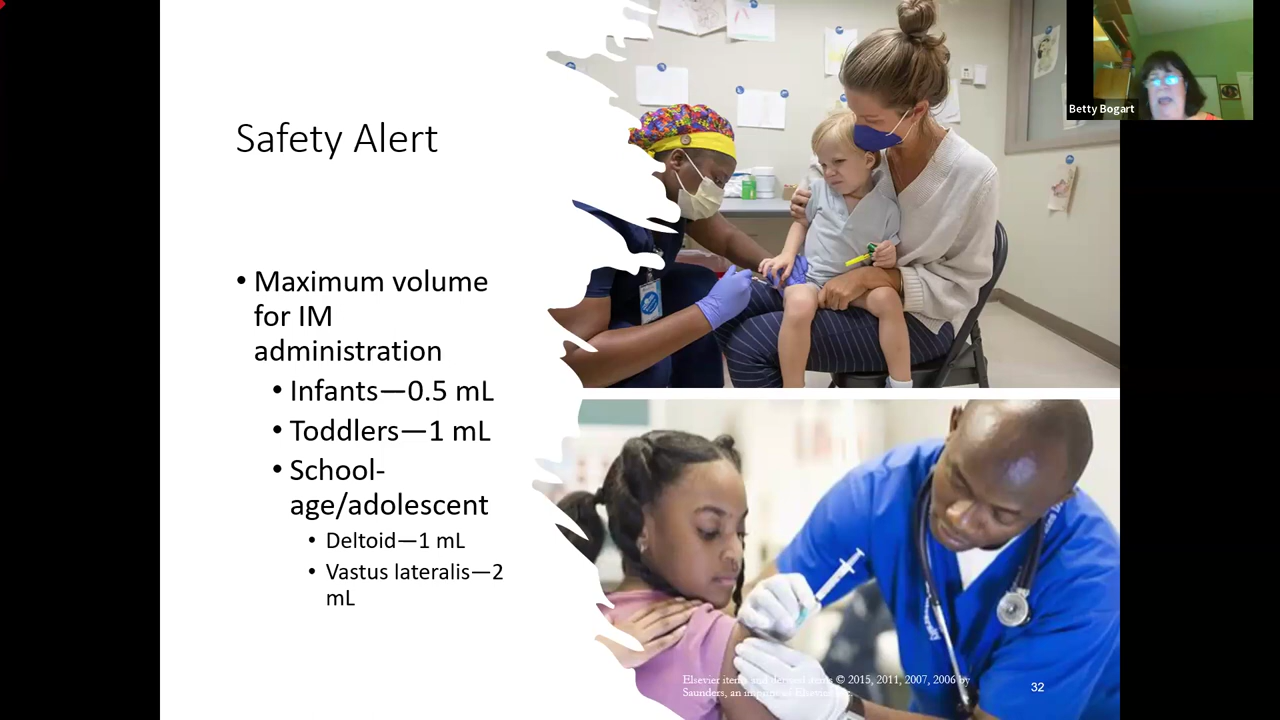 Betty Bogart
Safety Alert
• Maximum volume
for IM
administration
• Infants—0.5 mL
• Toddlers—1 mL
• School-
age/adolescent
• Deltoid—1 mL
• Vastus lateralis—2
mL
Elsevier items and derived items © 2015, 2011, 2007, 2006 by
Saunders, an imprint of Elsevier Inc.
32